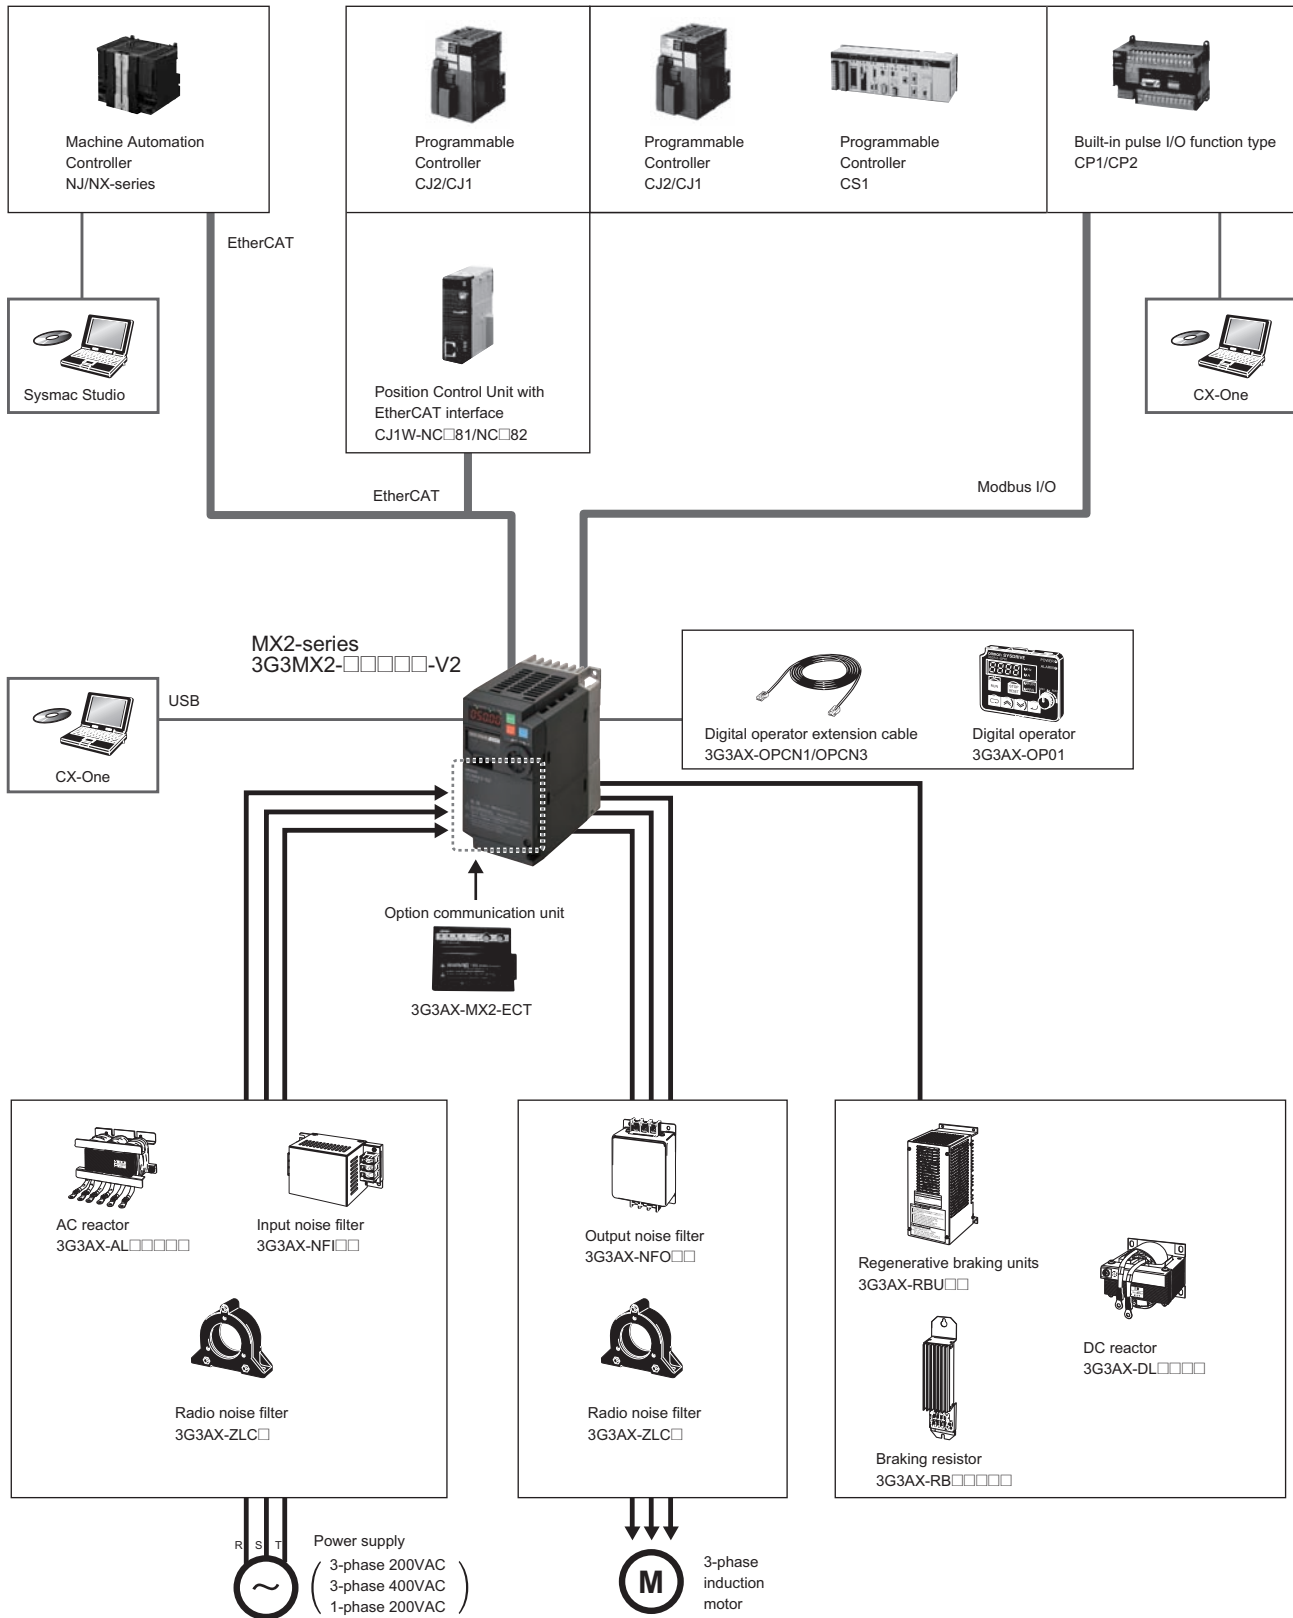 Machine Automation
Controller
NJ/NX-series
Programmable
Controller
CJ2/CJ1
Programmable
Controller
CJ2/CJ1
Programmable
Controller
CS1
Built-in pulse I/O function type
CP1/CP2
EtherCAT
Sysmac Studio
Position Control Unit with
EtherCAT interface
CJ1W-NC□81/NC□82
CX-One
EtherCAT
Modbus I/O
MX2-series
3G3MX2-□□□□□-V2
USB
CX-One
Digital operator extension cable
3G3AX-OPCN1/OPCN3
Digital operator
3G3AX-OP01
Option communication unit
3G3AX-MX2-ECT
AC reactor
3G3AX-AL□□□□□
Input noise filter
3G3AX-NFI□□
Radio noise filter
3G3AX-ZLC□
Output noise filter
3G3AX-NFO□□
Radio noise filter
3G3AX-ZLC□
Regenerative braking units
3G3AX-RBU□□
DC reactor
3G3AX-DL□□□□
Braking resistor
3G3AX-RB□□□□□
R S T
Power supply
3-phase 200VAC
3-phase 400VAC
1-phase 200VAC
M
3-phase
induction
motor